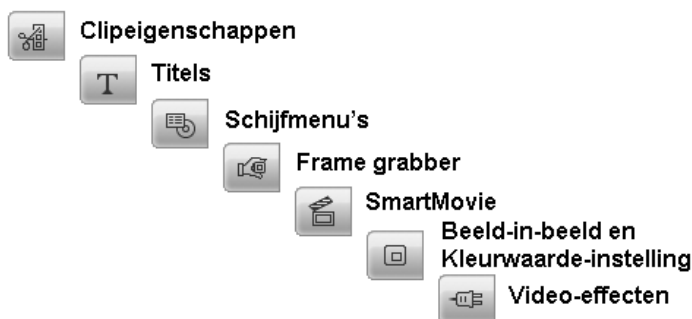 Clipeigenschappen
Titels
Schijfmenu's
Frame grabber
SmartMovie
Beeld-in-beeld en
Kleurwaarde-instelling
Video-effecten